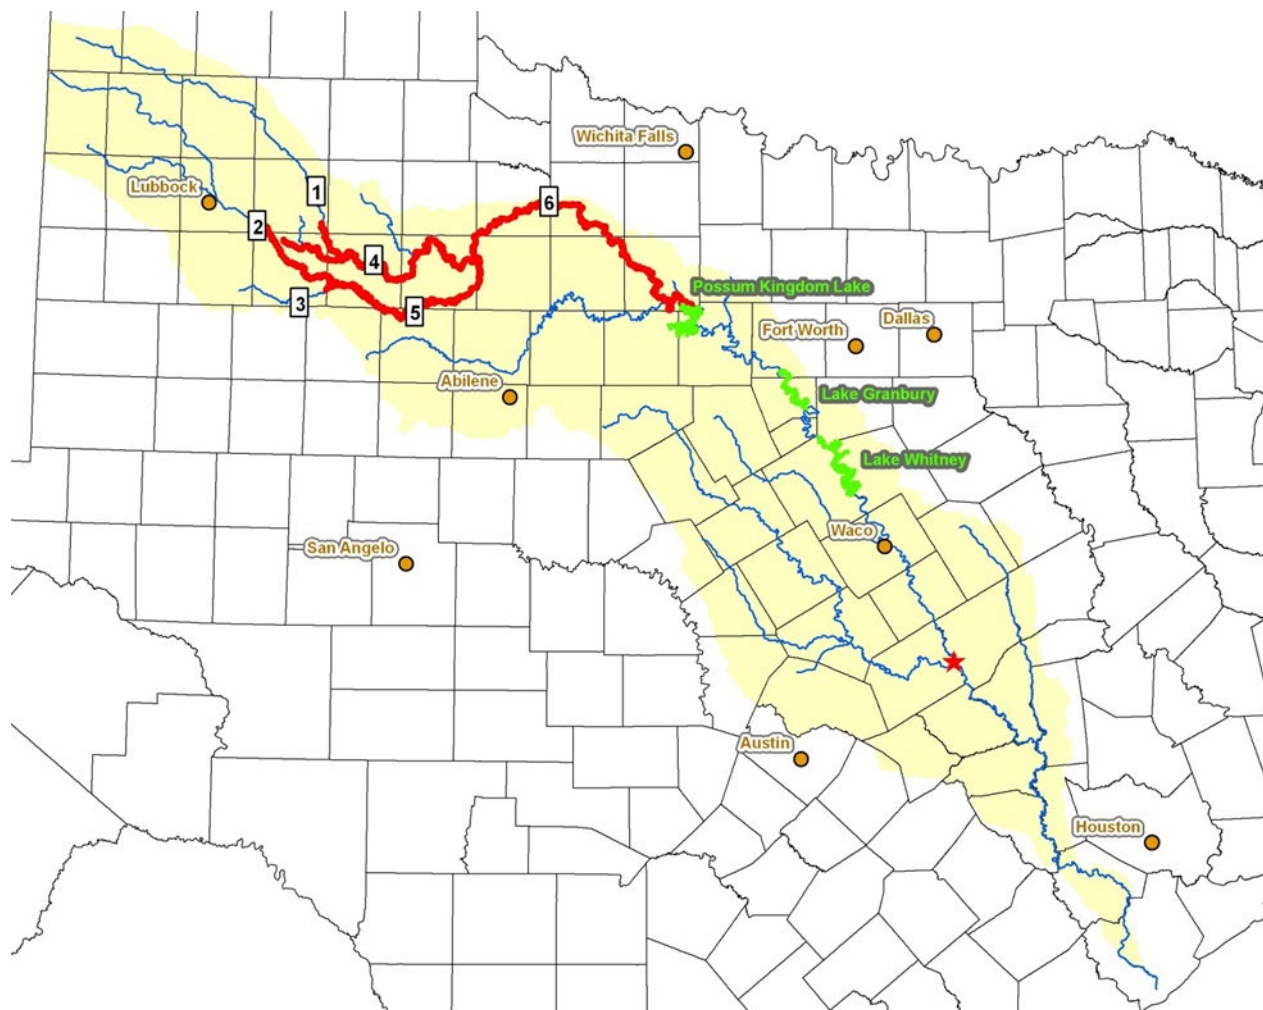 Wichita Falls
Lubbock
1
2
6
4
3
5
Possum Kingdom Lake
Fort Worth
Dallas
Abilene
Lake Granbury
Lake Whitney
Waco
San Angelo
Austin
Houston